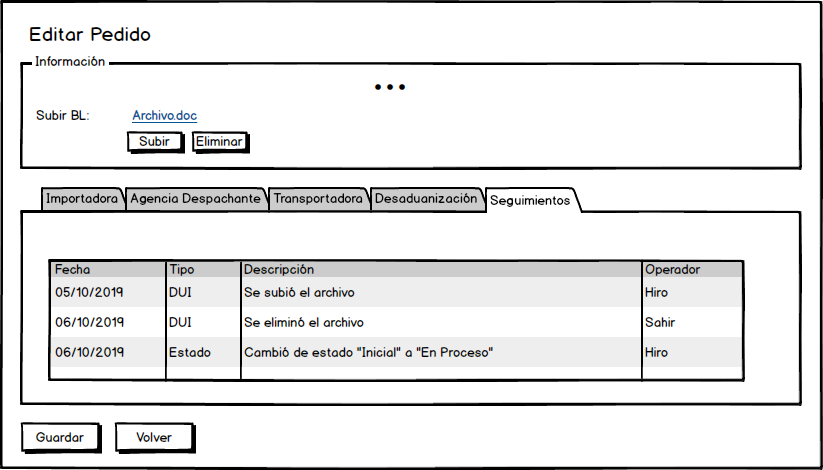 Editar Pedido
Información
...
Subir BL: Archivo.doc
Subir Eliminar
Importadora Agencia Despachante Transportadora Desaduanización Seguimientos
Fecha Tipo Descripción Operador
05/10/2019 DUI Se subió el archivo Hiro
06/10/2019 DUI Se eliminó el archivo Sahir
06/10/2019 Estado Cambió de estado "Inicial" a "En Proceso" Hiro
Guardar Volver